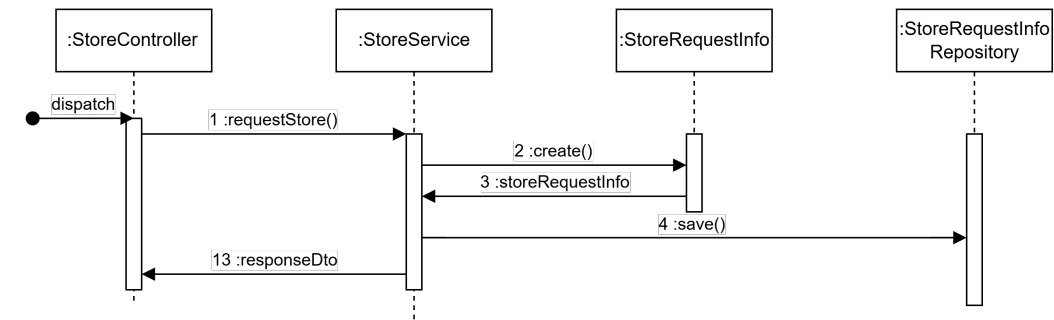 :StoreController
:StoreService
:StoreRequestInfo
:StoreRequestInfo
Repository
dispatch
1 :requestStore()
2 :create()
3 :storeRequestInfo
4 :save()
13 :responseDto